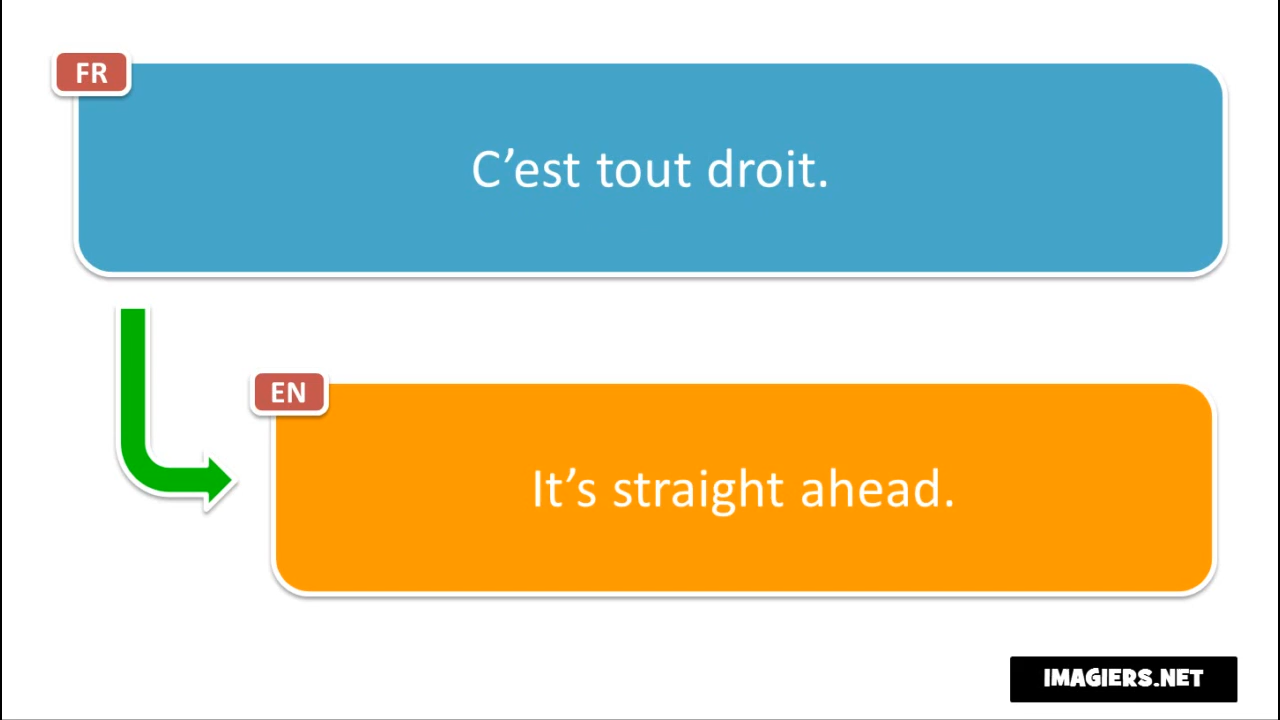 FR
C’est tout droit.
EN
It’s straight ahead.
IMAGIERS.NET